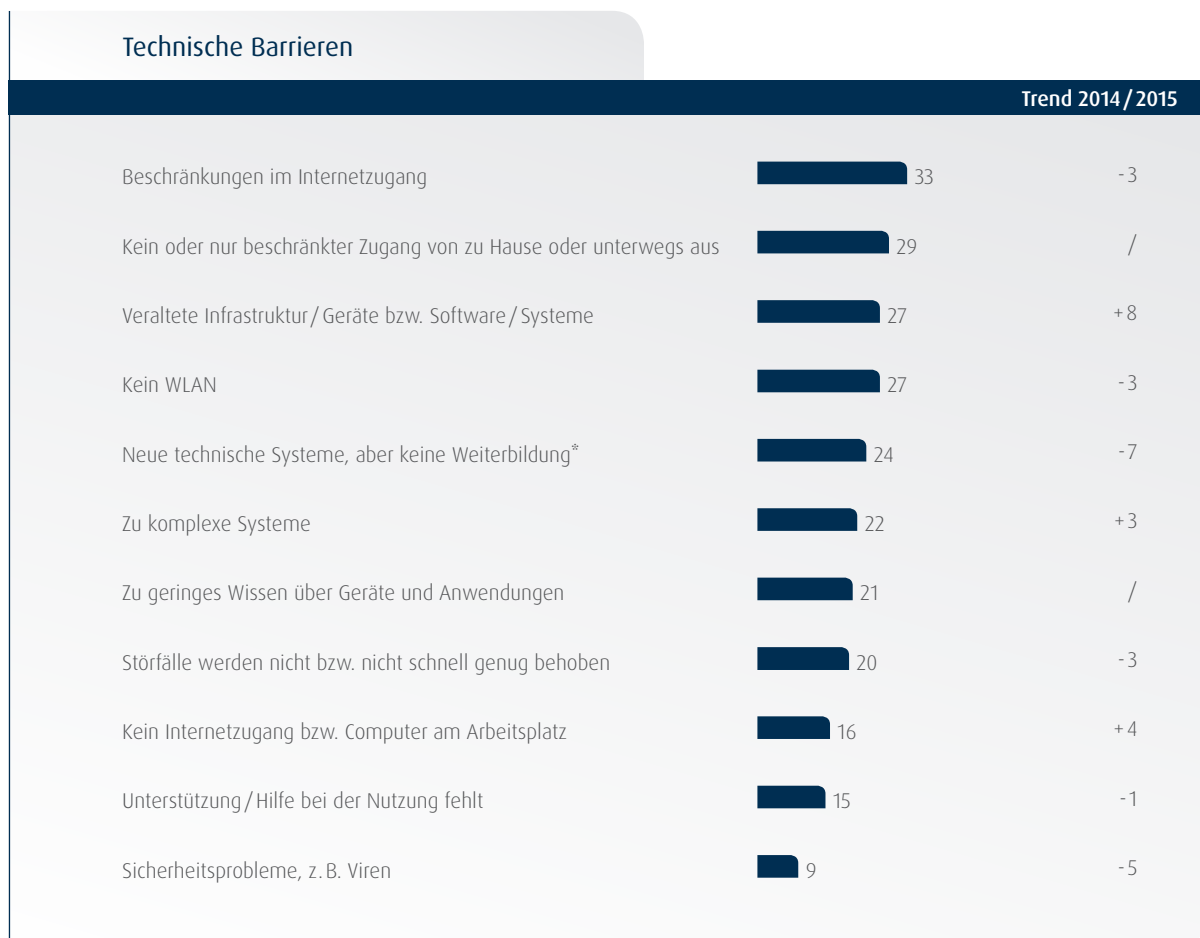 Technische Barrieren
Trend 2014/2015
Beschränkungen im Internetzugang 33 -3
Kein oder nur beschränkter Zugang von zu Hause oder unterwegs aus 29 /
Veraltete Infrastruktur/Geräte bzw. Software/Systeme 27 +8
Kein WLAN 27 -3
Neue technische Systeme, aber keine Weiterbildung* 24 -7
Zu komplexe Systeme 22 +3
Zu geringes Wissen über Geräte und Anwendungen 21 /
Störfälle werden nicht bzw. nicht schnell genug behoben 20 -3
Kein Internetzugang bzw. Computer am Arbeitsplatz 16 +4
Unterstützung/Hilfe bei der Nutzung fehlt 15 -1
Sicherheitsprobleme, z.B. Viren 9 -5